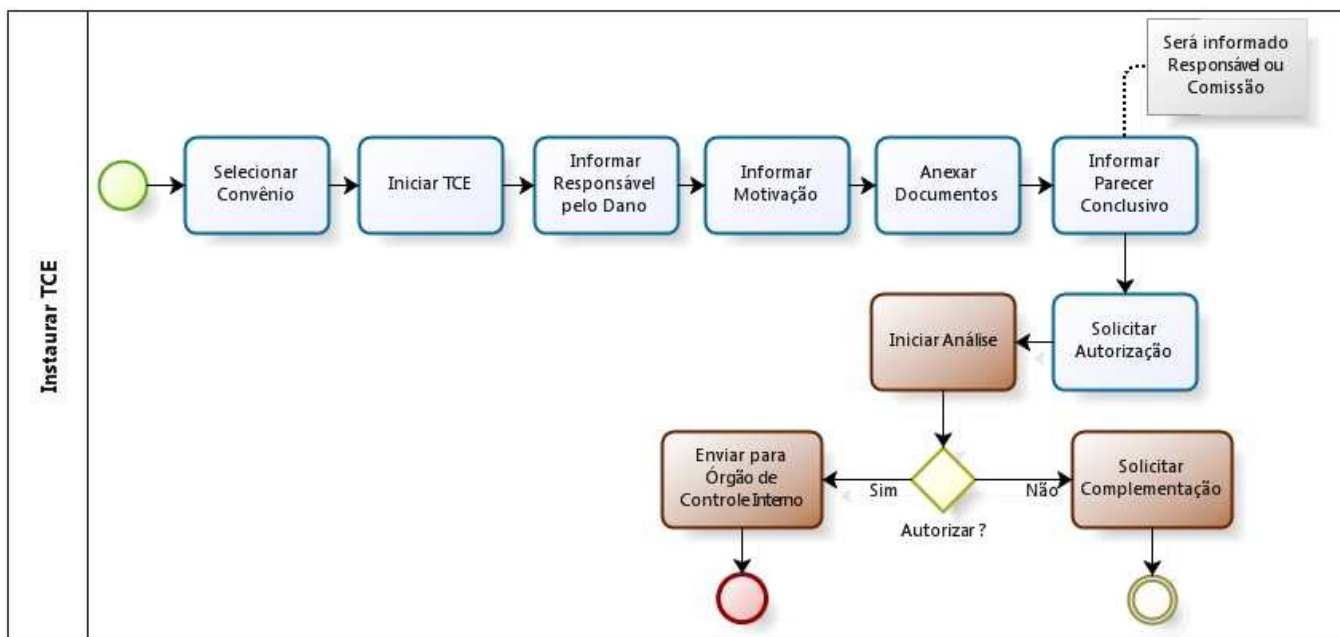 Instaurar TCE
Será informado
Responsável ou
Comissão
Selecionar
Convênio
Iniciar TCE
Informar
Responsável
pelo Dano
Informar
Motivação
Anexar
Documentos
Informar
Parecer
Conclusivo
Solicitar
Autorização
Iniciar Análise
Enviar para
Órgão de
Controle Interno
Sim
Autorizar ?
Não
Solicitar
Complementação